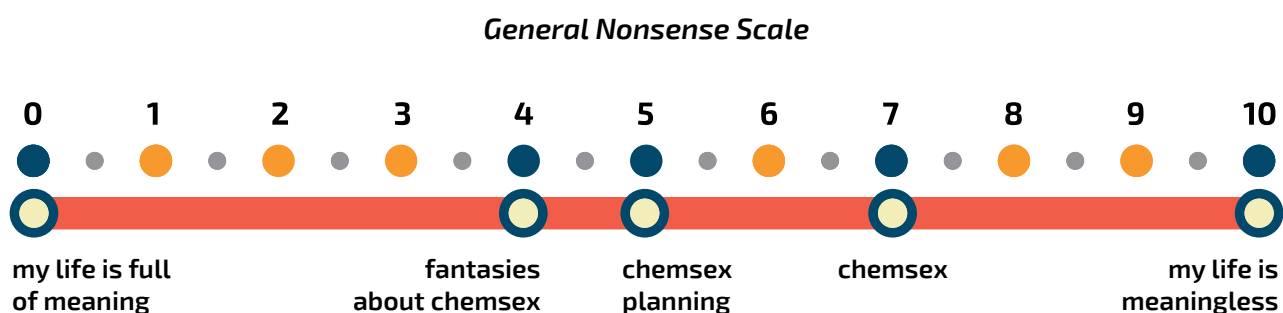 General Nonsense Scale
0 1 2 3 4 5 6 7 8 9 10
my life is full
of meaning
fantasies
about chemsex
chemsex
planning
chemsex
my life is
meaningless